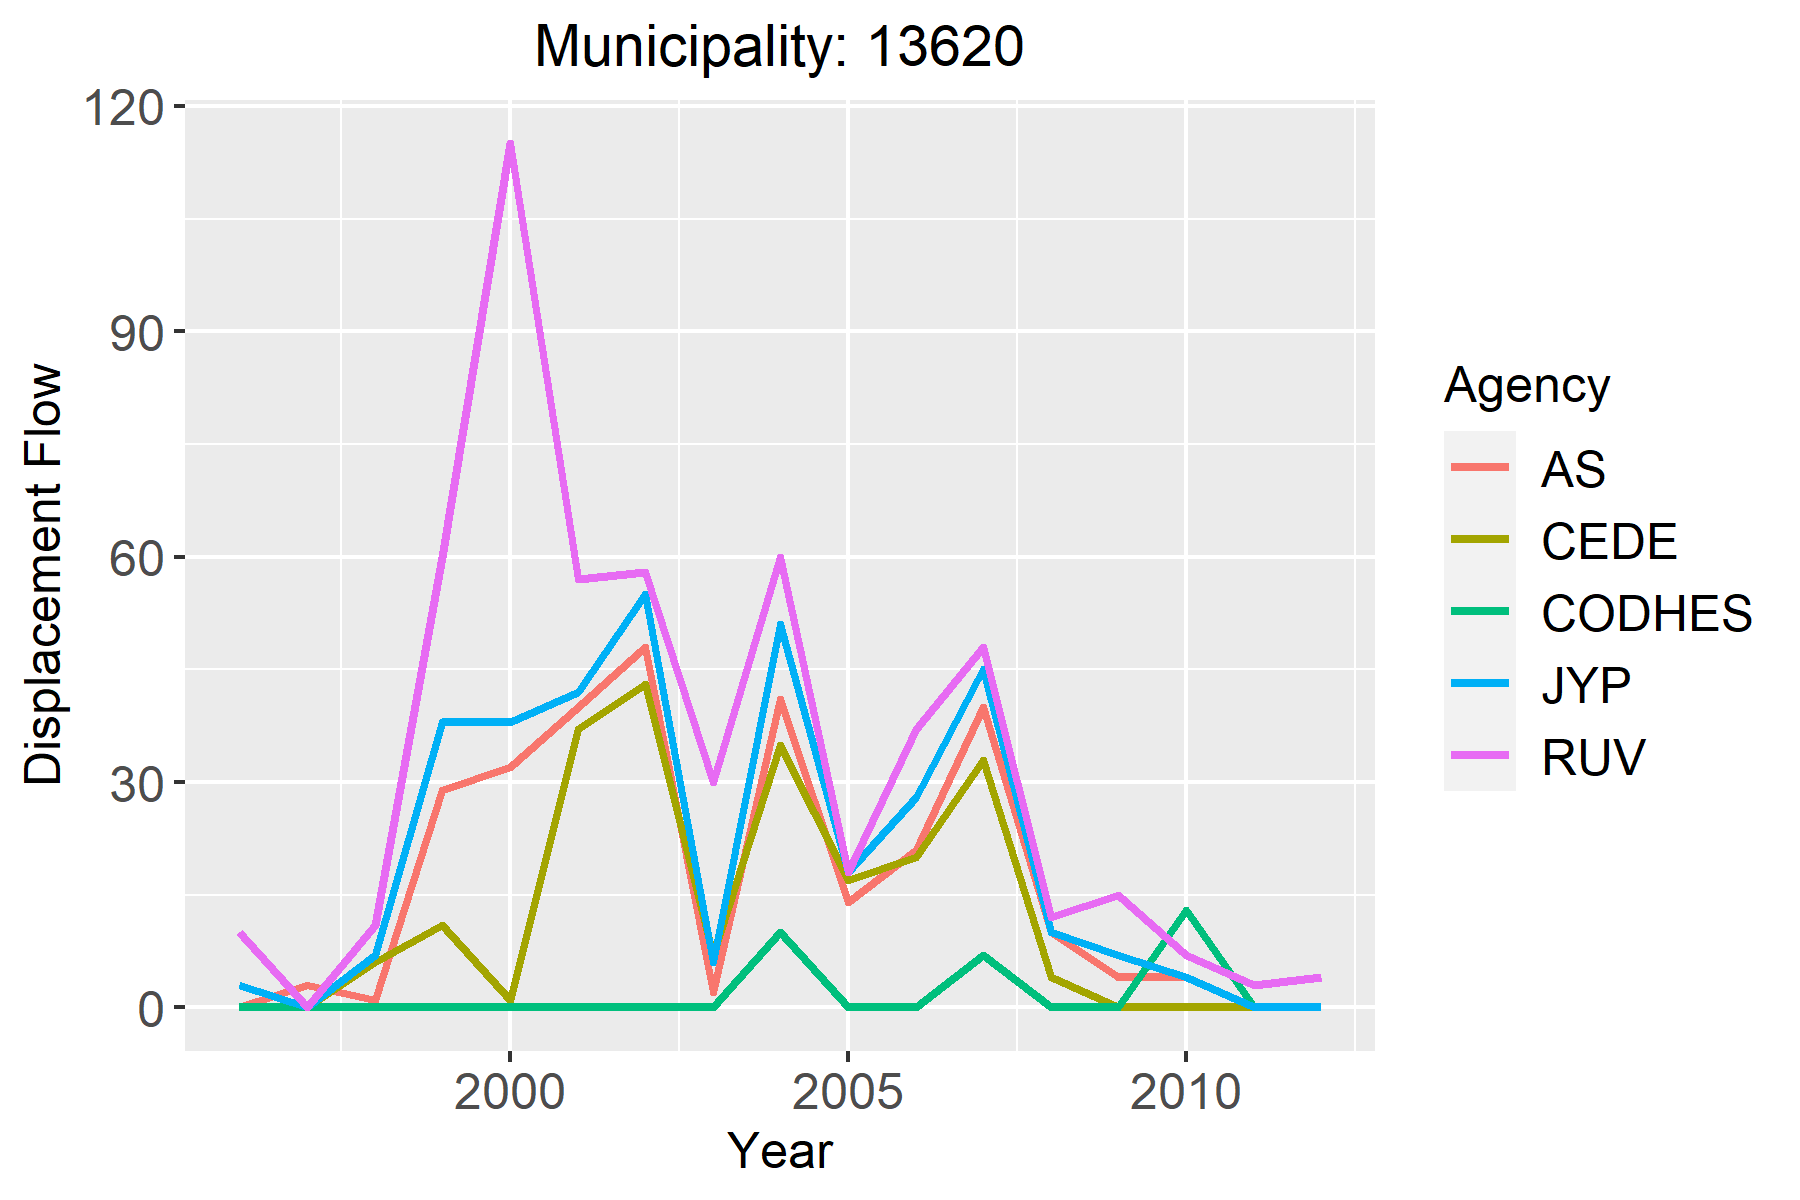 Municipality: 13620
120
90
60
30
0
Displacement Flow
2000 2005 2010
Year
Agency
AS
CEDE
CODHES
JYP
RUV